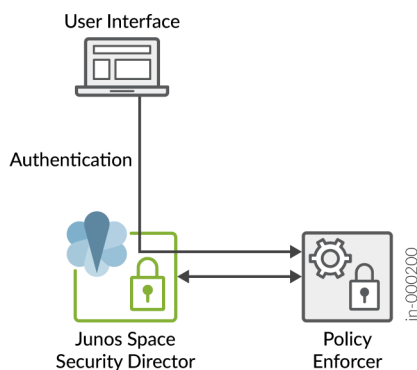 User Interface
Authentication
Junos Space
Security Director
Policy
Enforcer
jn-000200